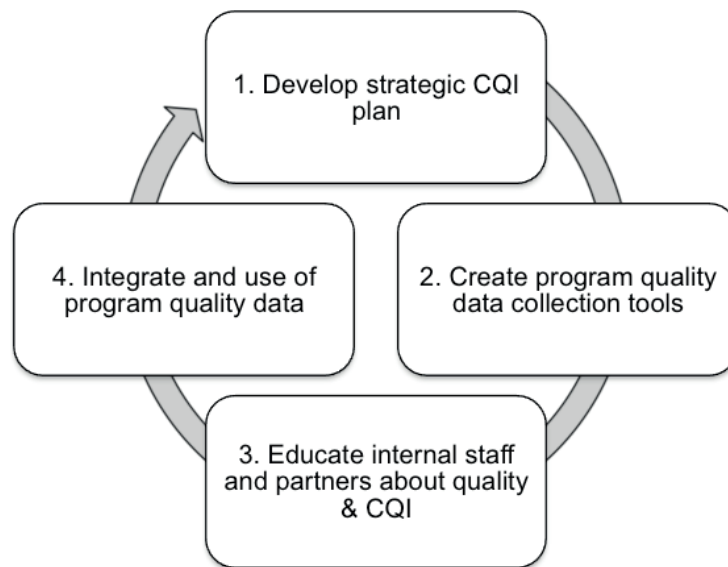 1. Develop strategic CQI
plan
2. Create program quality
data collection tools
3. Educate internal staff
and partners about quality
& CQI
4. Integrate and use of
program quality data